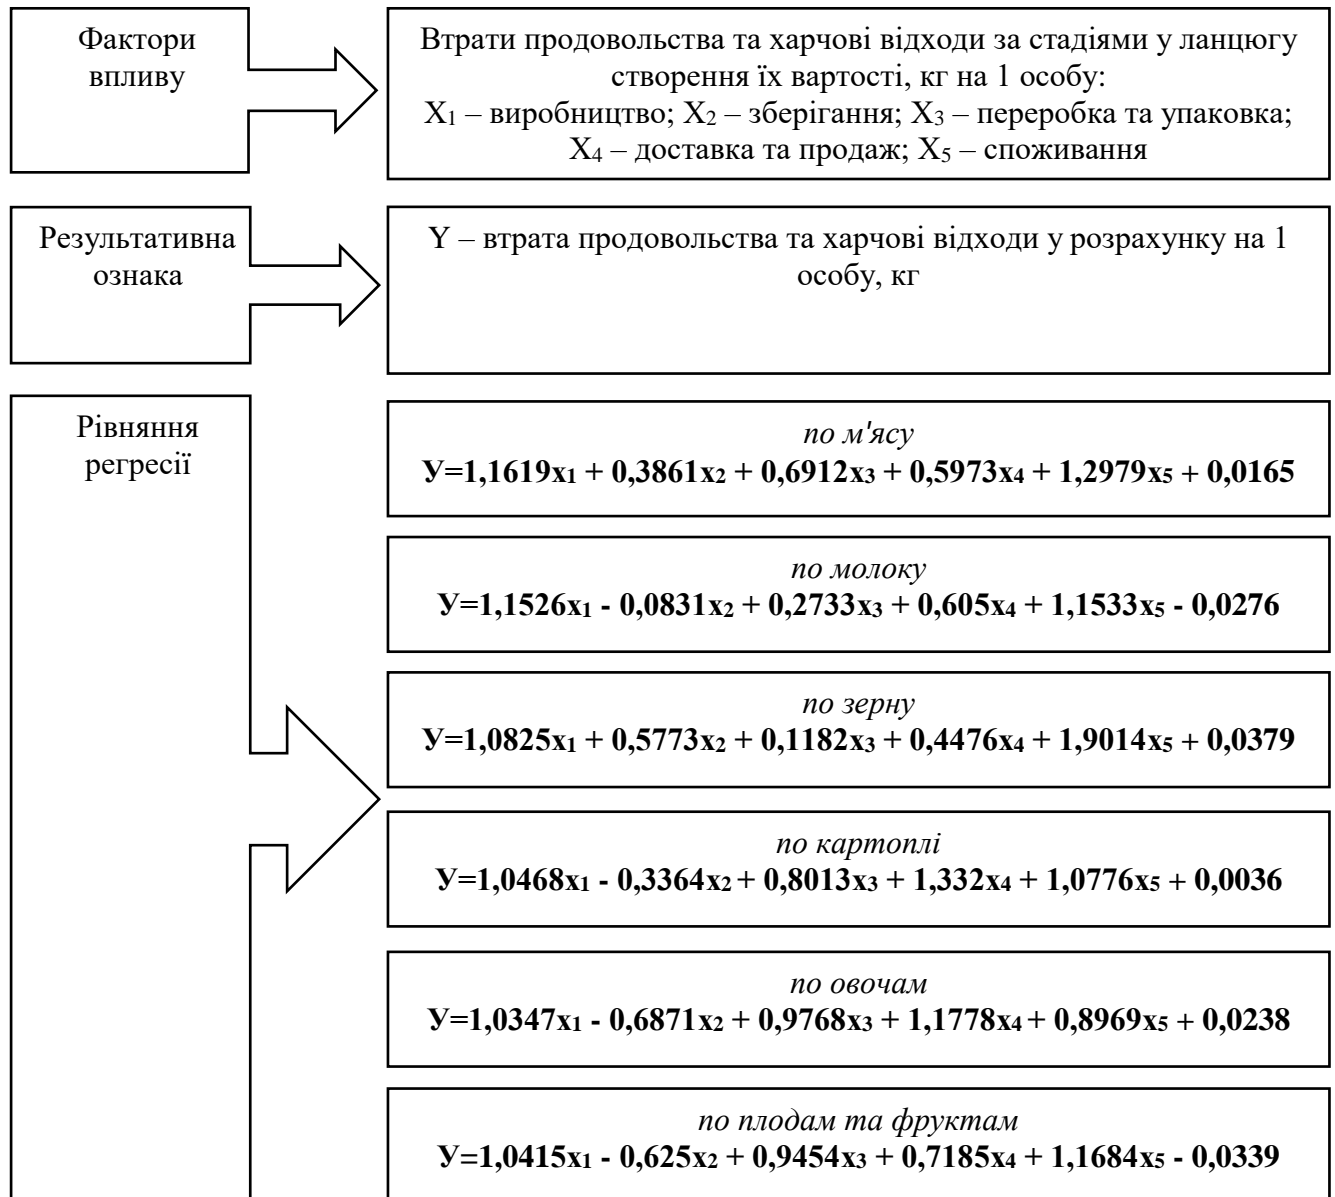 Фактори
впливу
Втрати продовольства та харчові відходи за стадіями у ланцюгу
створення їх вартості, кг на 1 особу:
X₁ – виробництво; X₂ – зберігання; X₃ – переробка та упаковка;
X₄ – доставка та продаж; X₅ – споживання
Результативна
ознака
Y – втрата продовольства та харчові відходи у розрахунку на 1
особу, кг
Рівняння
регресії
по м'ясу
У=1,1619x₁ + 0,3861x₂ + 0,6912x₃ + 0,5973x₄ + 1,2979x₅ + 0,0165
по молоку
У=1,1526x₁ - 0,0831x₂ + 0,2733x₃ + 0,605x₄ + 1,1533x₅ - 0,0276
по зерну
У=1,0825x₁ + 0,5773x₂ + 0,1182x₃ + 0,4476x₄ + 1,9014x₅ + 0,0379
по картоплі
У=1,0468x₁ - 0,3364x₂ + 0,8013x₃ + 1,332x₄ + 1,0776x₅ + 0,0036
по овочам
У=1,0347x₁ - 0,6871x₂ + 0,9768x₃ + 1,1778x₄ + 0,8969x₅ + 0,0238
по плодам та фруктам
У=1,0415x₁ - 0,625x₂ + 0,9454x₃ + 0,7185x₄ + 1,1684x₅ - 0,0339